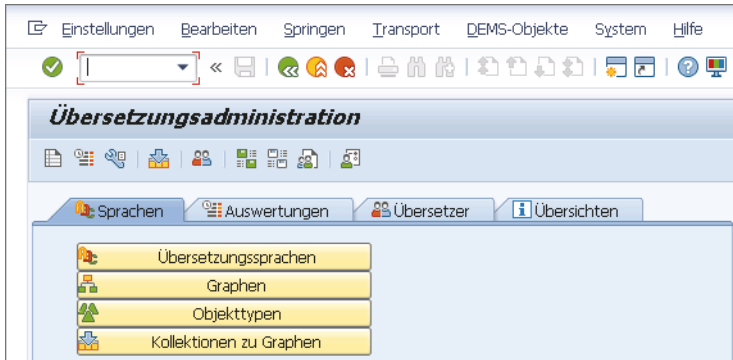 Einstellungen Bearbeiten Springen Transport DEMS-Objekte System Hilfe
Übersetzungsadministration
Sprachen Auswertungen Übersetzer Übersichten
Übersetzungssprachen
Graphen
Objekttypen
Kollektionen zu Graphen